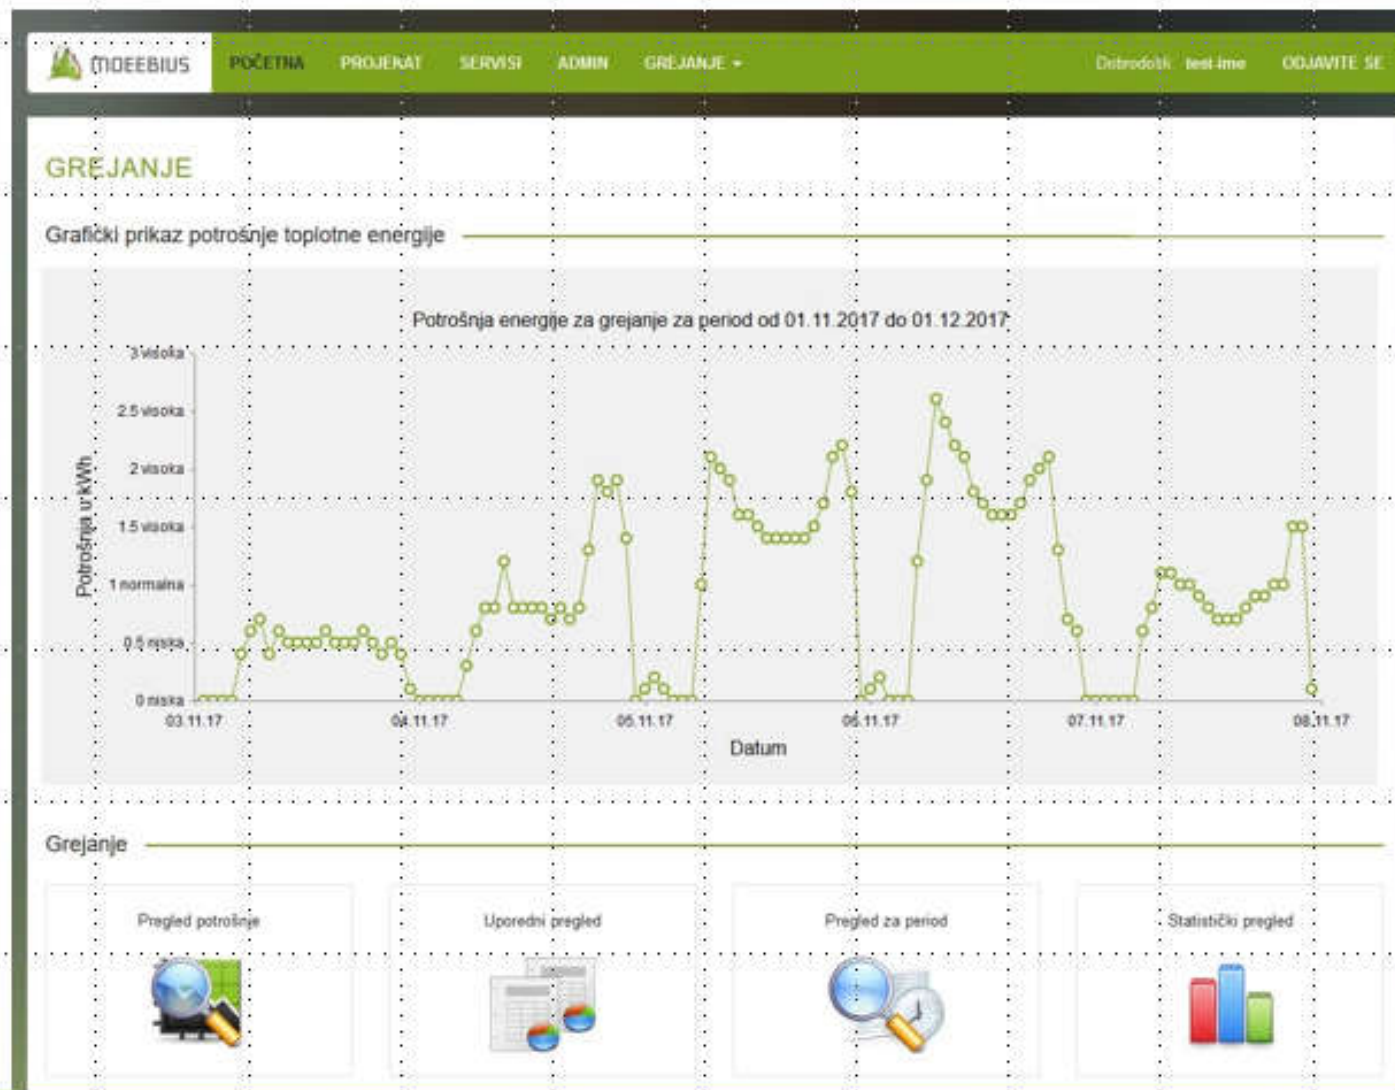 MOEEBIUS POČETNA PROJEKAT SERVISI ADMIN GREJANJE test-ime ODJAVITE SE
GREJANJE
Grafički prikaz potrošnje toplotne energije
Potrošnja energije za grejanje za period od 01.11.2017 do 01.12.2017
3 visoka
2.5 visoka
2 visoka
1.5 visoka
1 normalna
0.5 niska
0 niska
Potrošnja u kWh
03.11.17 04.11.17 05.11.17 06.11.17 07.11.17 08.11.17
Datum
Grejanje
Pregled potrošnje Uporedni pregled Pregled za period Statistički pregled